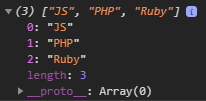 ▼ (3) ["JS", "PHP", "Ruby"] i
0: "JS"
1: "PHP"
2: "Ruby"
length: 3
▶ __proto__: Array(0)